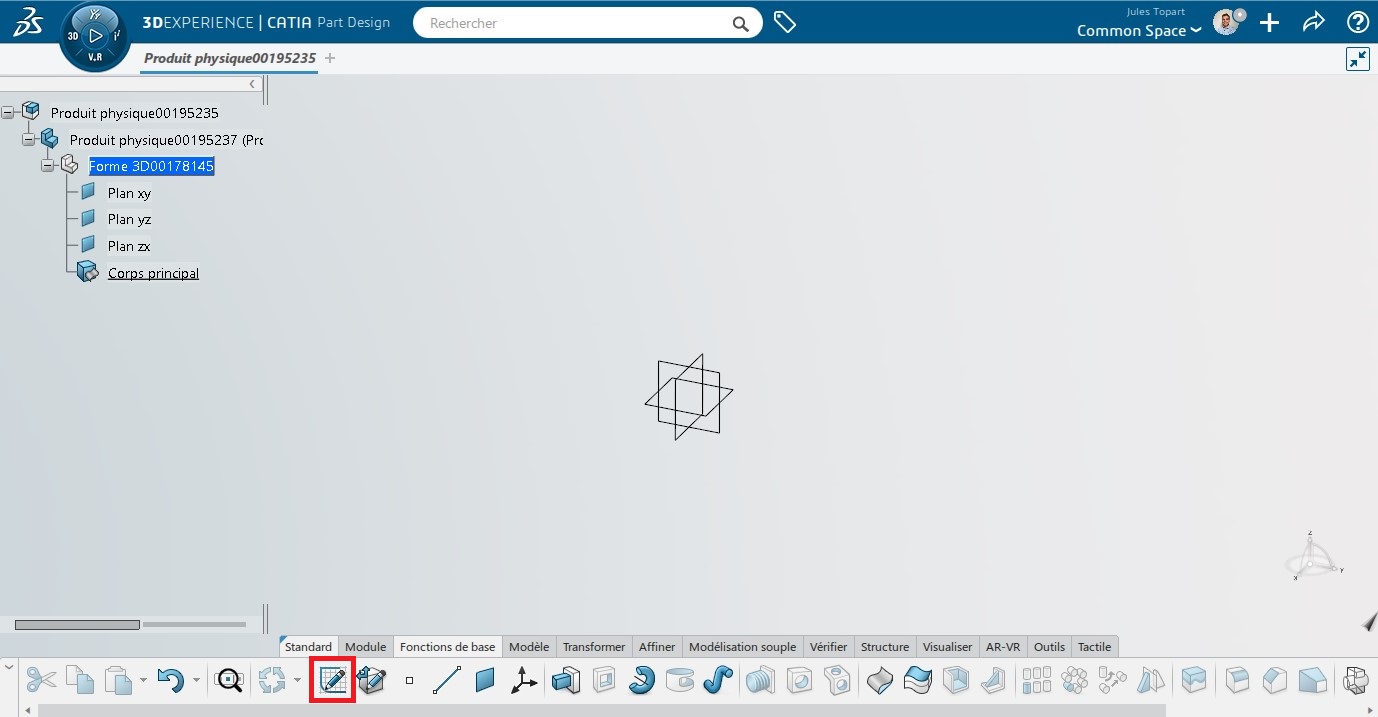 3DEXPERIENCE | CATIA Part Design
Rechercher
Jules Topart
Common Space
3D
V.R
Produit physique00195235
Produit physique00195235
Produit physique00195237 (Pro
Forme 3D00178145
Plan xy
Plan yz
Plan zx
Corps principal
z
Y
X
Standard Module Fonctions de base Modèle Transformer Affiner Modélisation souple Vérifier Structure Visualiser AR-VR Outils Tactile